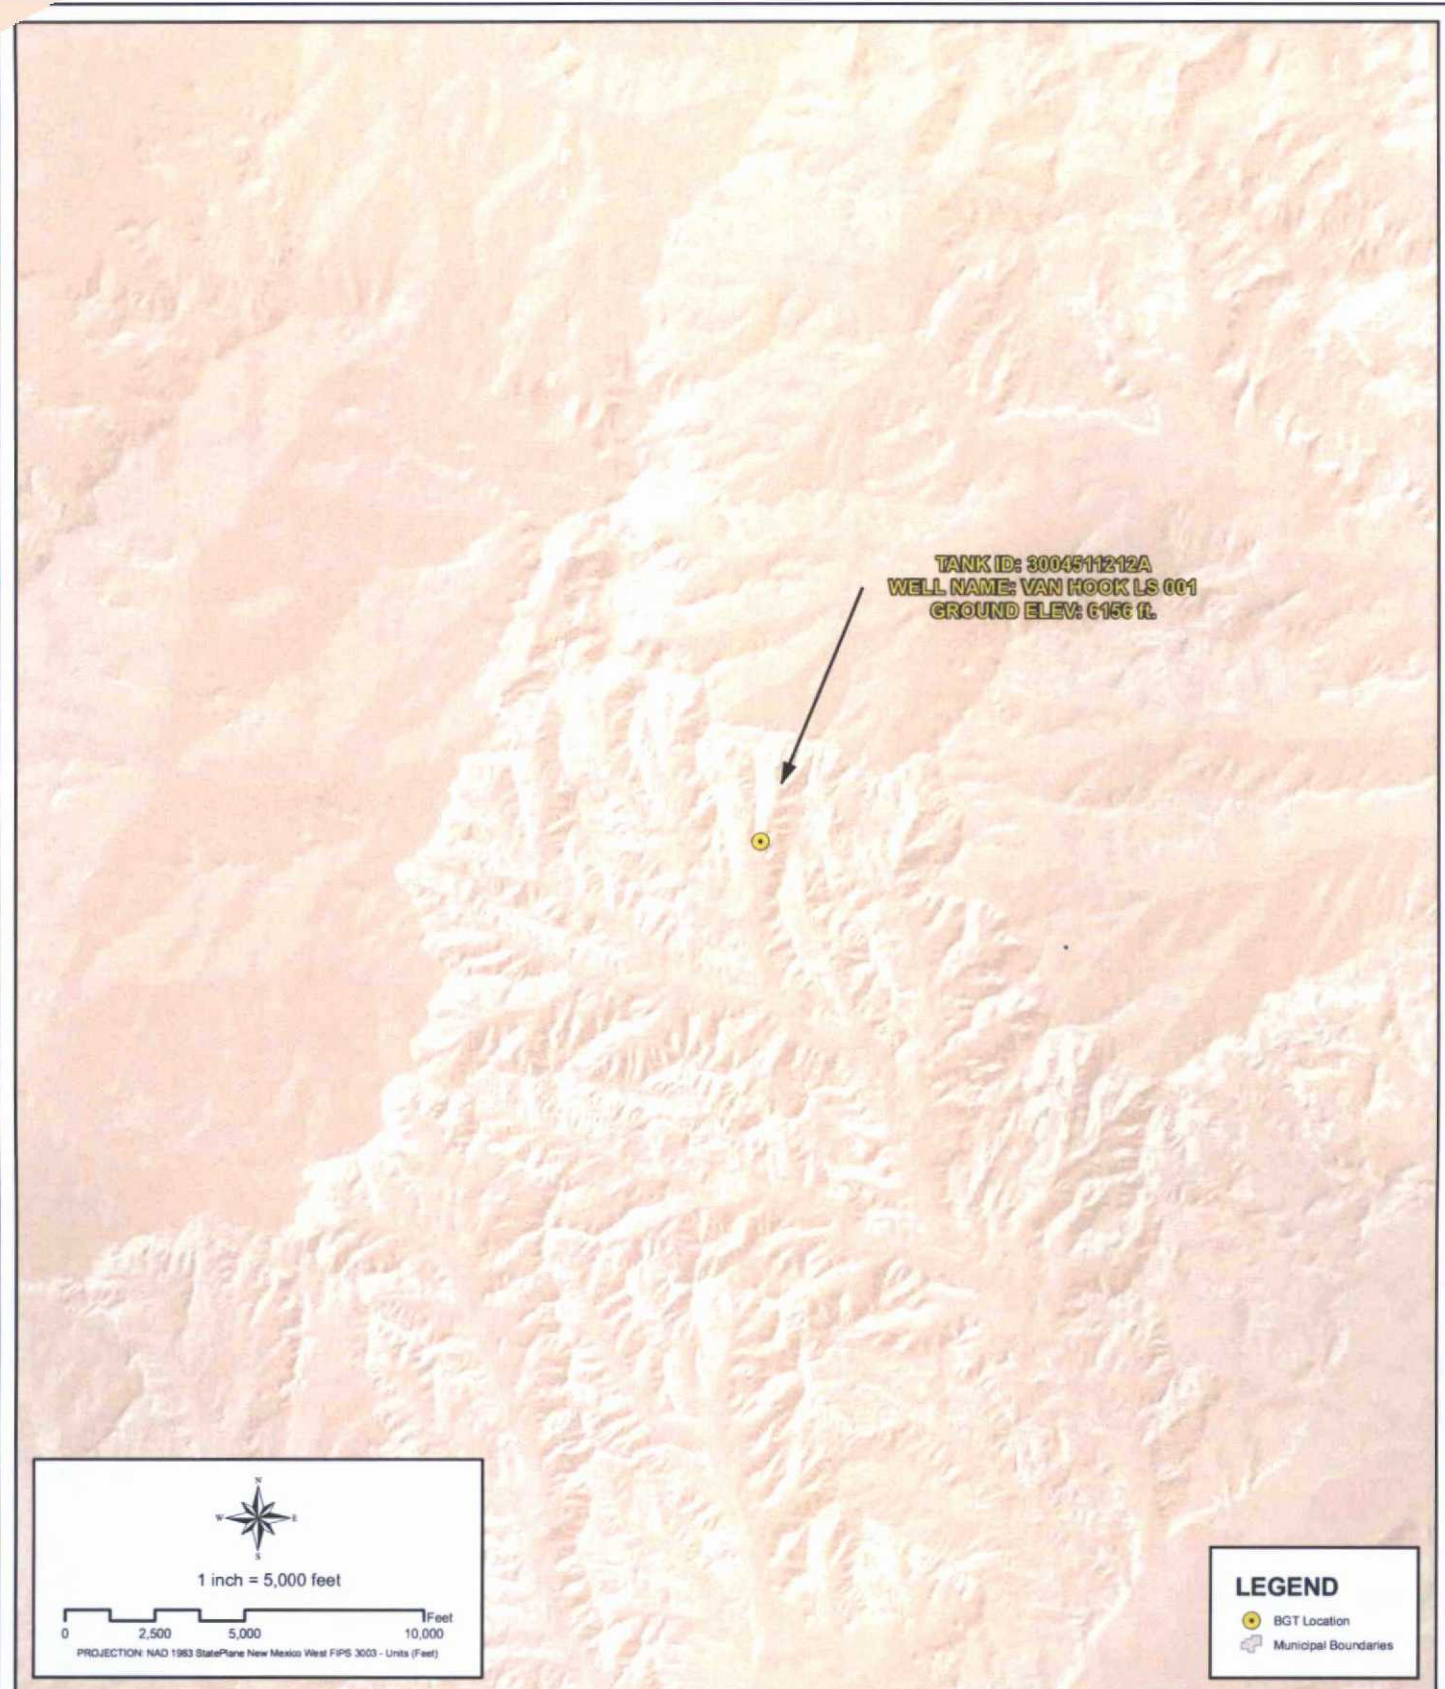 TANK ID: 3004511212A
WELL NAME: VAN HOOK LS 001
GROUND ELEV: 6156 ft.
N
W E
S
1 inch = 5,000 feet
Feet
0 2,500 5,000 10,000
PROJECTION: NAD 1983 StatePlane New Mexico West FIPS 3003 - Units (Feet)
LEGEND
BGT Location
Municipal Boundaries